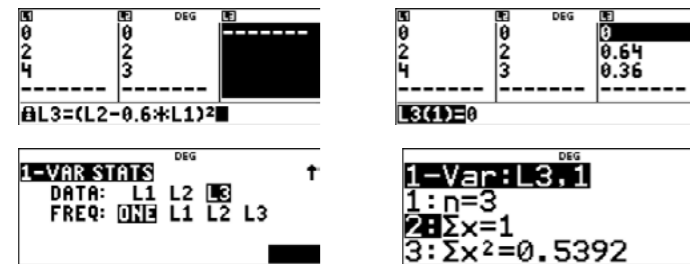 L1 L2 DEG L3
0 0 -------
2 2
4 3
------- -------
L3=(L2-0.6*L1)²
L1 L2 DEG L3
0 0 0
2 2 0.64
4 3 0.36
------- ------- -------
L3(1)=0
DEG
1-VAR STATS ↑
DATA: L1 L2 L3
FREQ: ONE L1 L2 L3
DEG
1-Var:L3,1
1:n=3
2:Σx=1
3:Σx²=0.5392